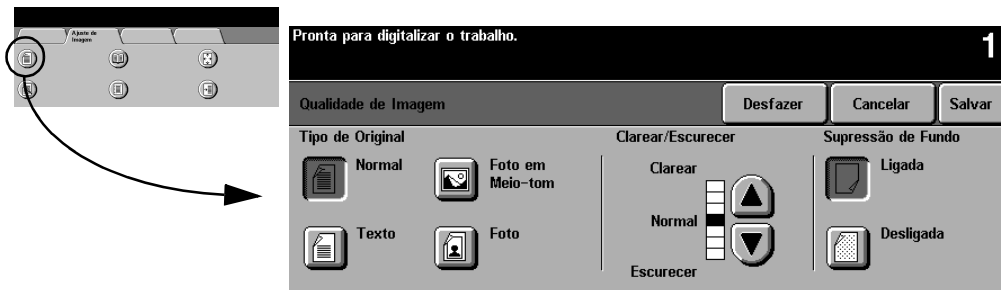 Ajuste de
Imagem
Pronta para digitalizar o trabalho.
1
Qualidade de Imagem
Desfazer
Cancelar
Salvar
Tipo de Original
Clarear/Escurecer
Supressão de Fundo
Normal
Foto em
Meio-tom
Clarear
Ligada
Normal
Texto
Foto
Desligada
Escurecer